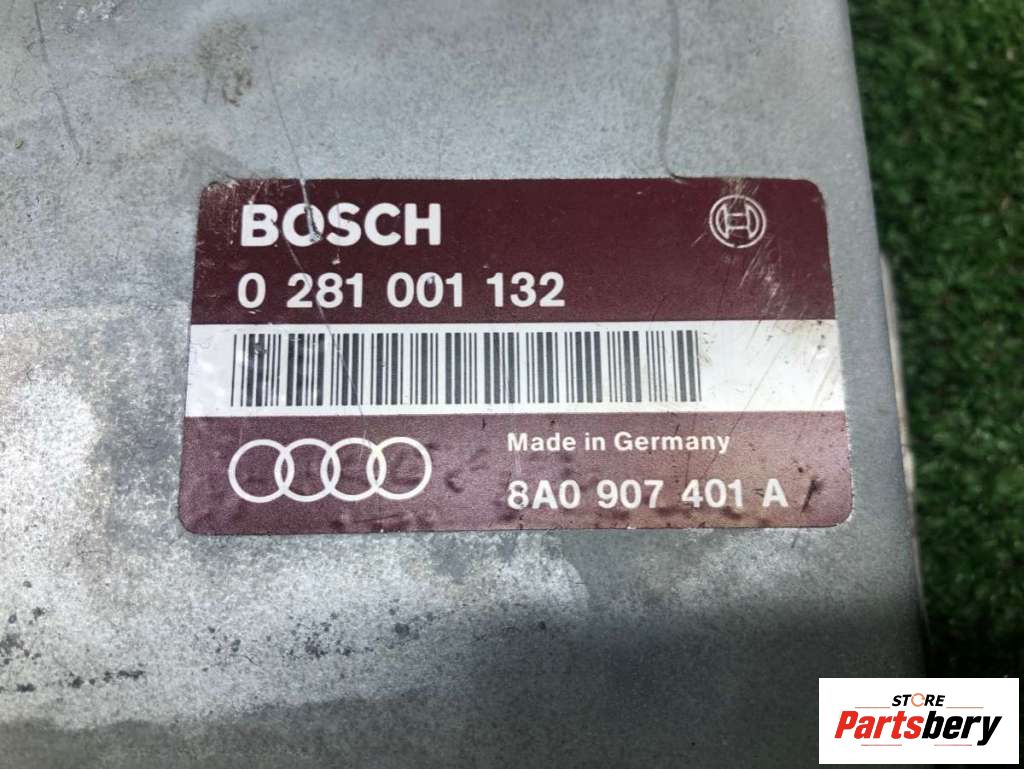 BOSCH
0 281 001 132
Made in Germany
8A0 907 401 A
STORE
Partsbery